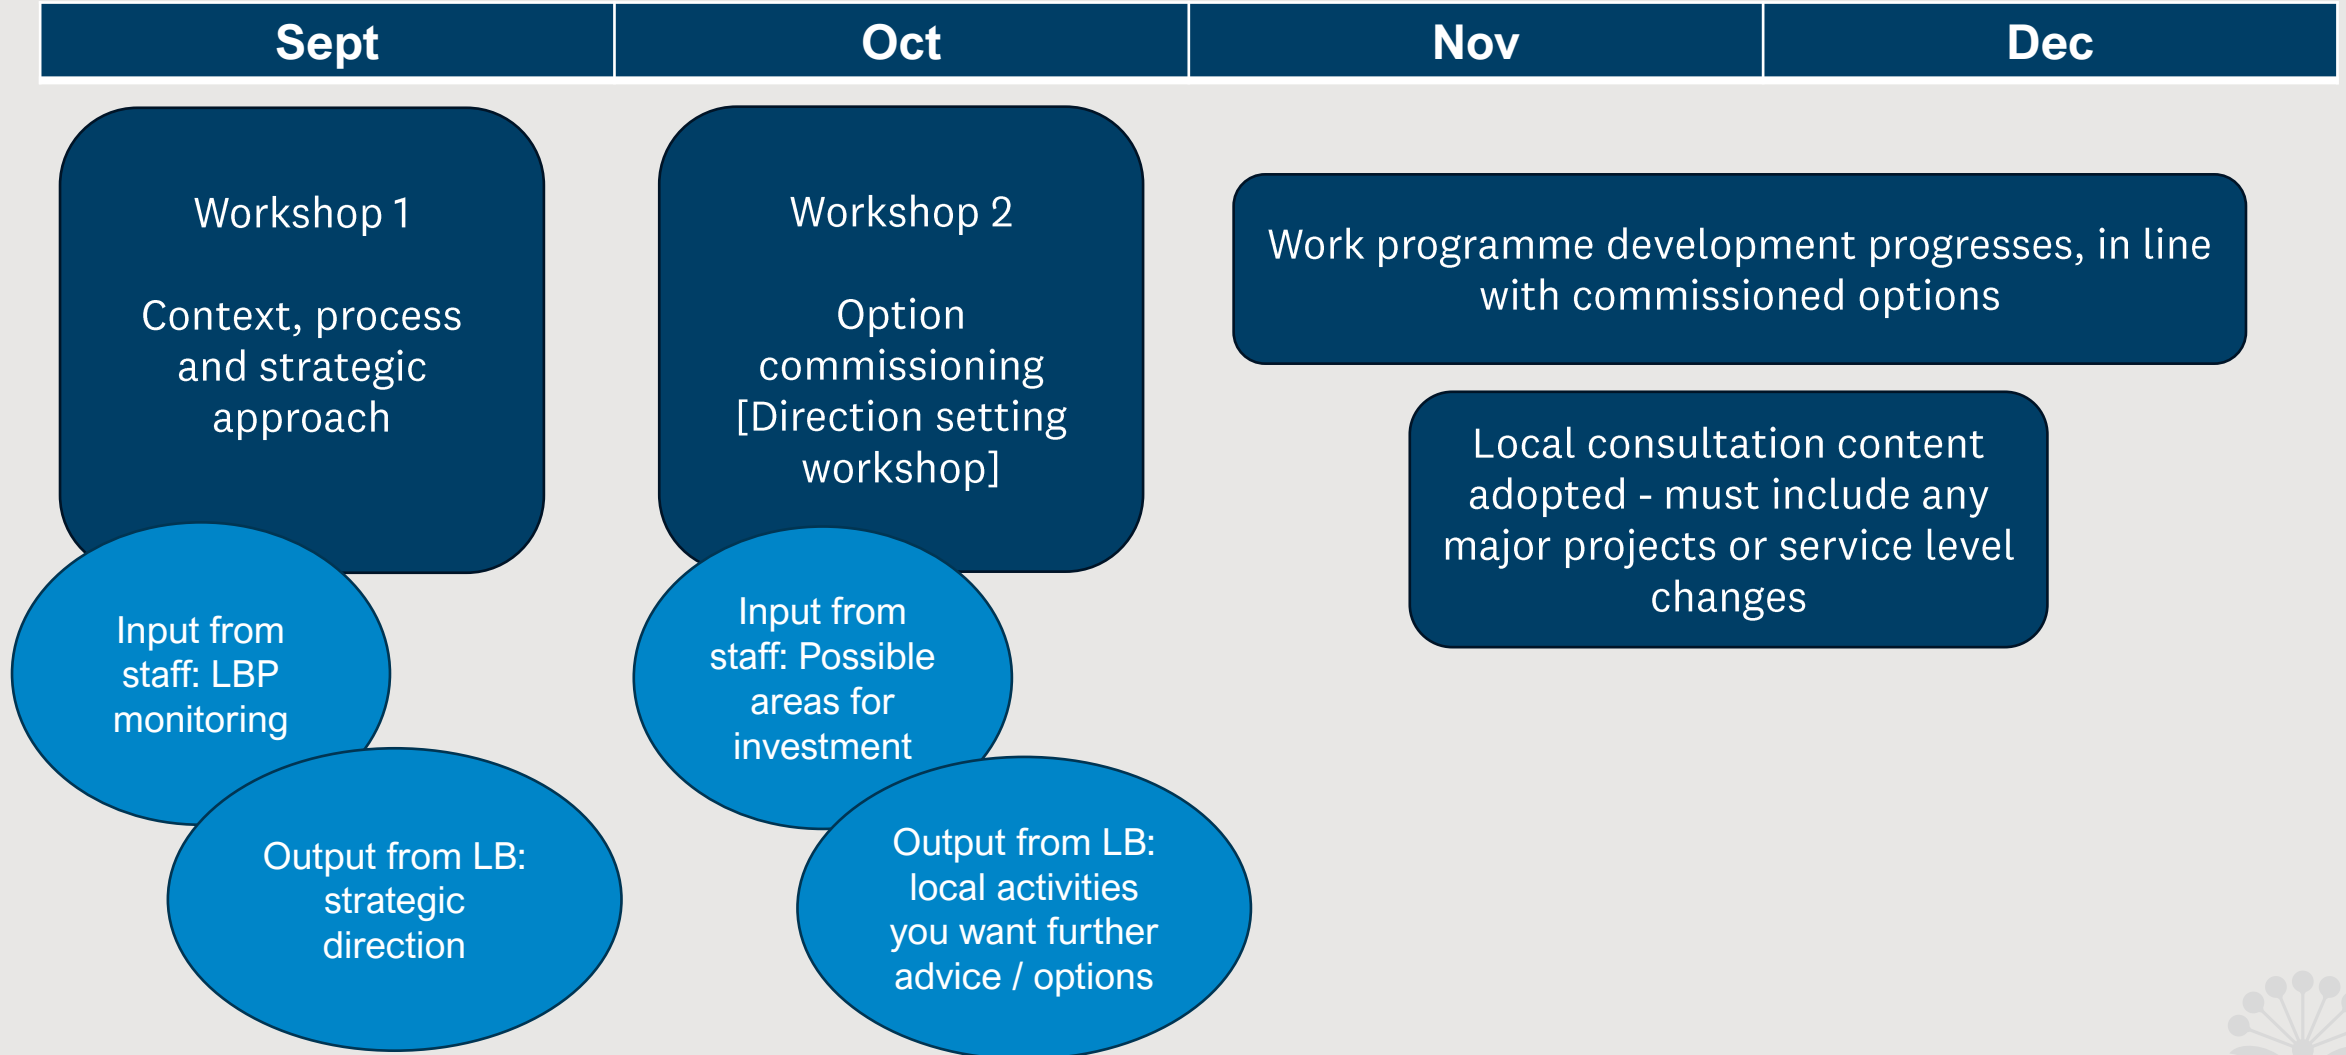 Sept
Oct
Nov
Dec
Workshop 1
Context, process
and strategic
approach
Input from
staff: LBP
monitoring
Output from LB:
strategic
direction
Workshop 2
Option
commissioning
[Direction setting
workshop]
Input from
staff: Possible
areas for
investment
Output from LB:
local activities
you want further
advice / options
Work programme development progresses, in line
with commissioned options
Local consultation content
adopted - must include any
major projects or service level
changes